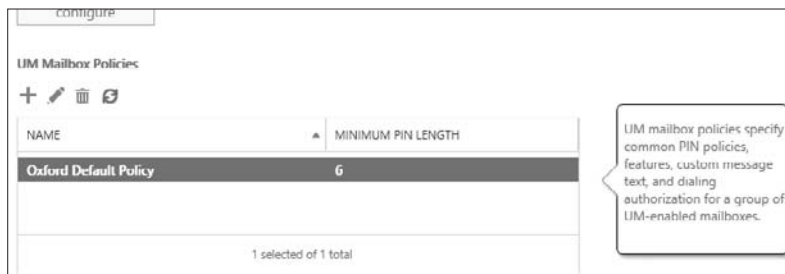 configure
UM Mailbox Policies
NAME MINIMUM PIN LENGTH
Oxford Default Policy 6
1 selected of 1 total
UM mailbox policies specify
common PIN policies,
features, custom message
text, and dialing
authorization for a group of
UM-enabled mailboxes.